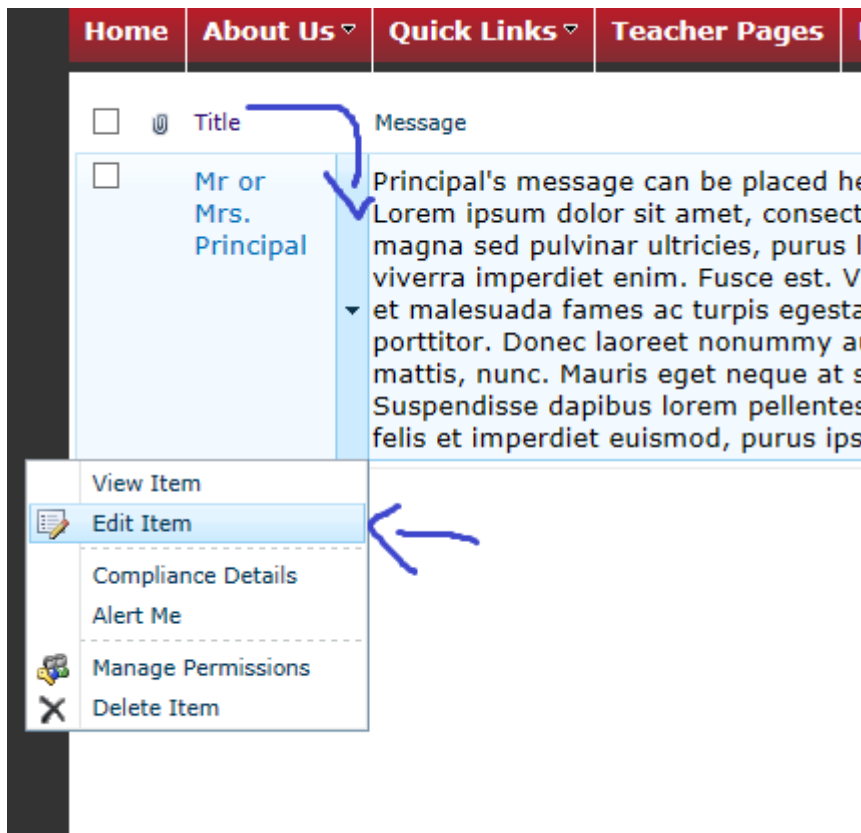 Home About Us Quick Links Teacher Pages
Title Message
Mr or
Mrs.
Principal
Principal's message can be placed he
Lorem ipsum dolor sit amet, consect
magna sed pulvinar ultricies, purus l
viverra imperdiet enim. Fusce est. V
et malesuada fames ac turpis egesta
porttitor. Donec laoreet nonummy au
mattis, nunc. Mauris eget neque at s
Suspendisse dapibus lorem pellentes
felis et imperdiet euismod, purus ips
View Item
Edit Item
Compliance Details
Alert Me
Manage Permissions
Delete Item